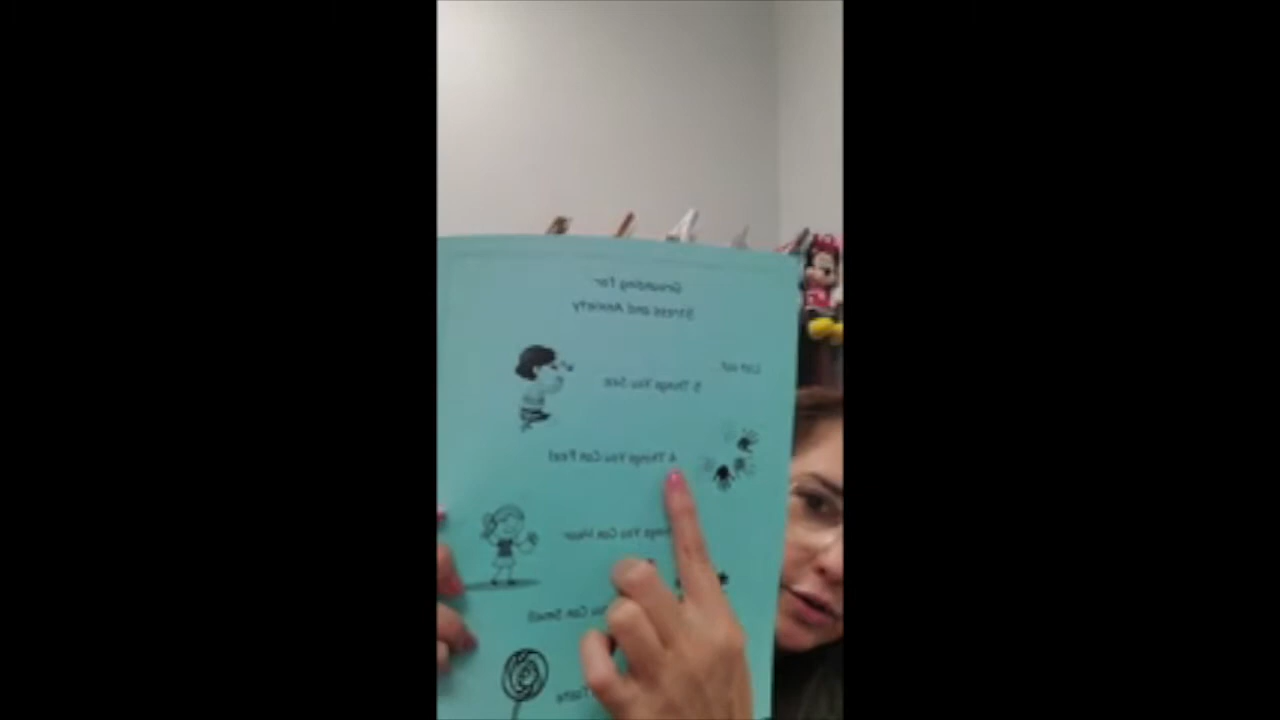 Grounding for
Stress and Anxiety
List out...
5 Things You See
4 Things You Can Feel
Things You Can Hear
You Can Smell
Taste